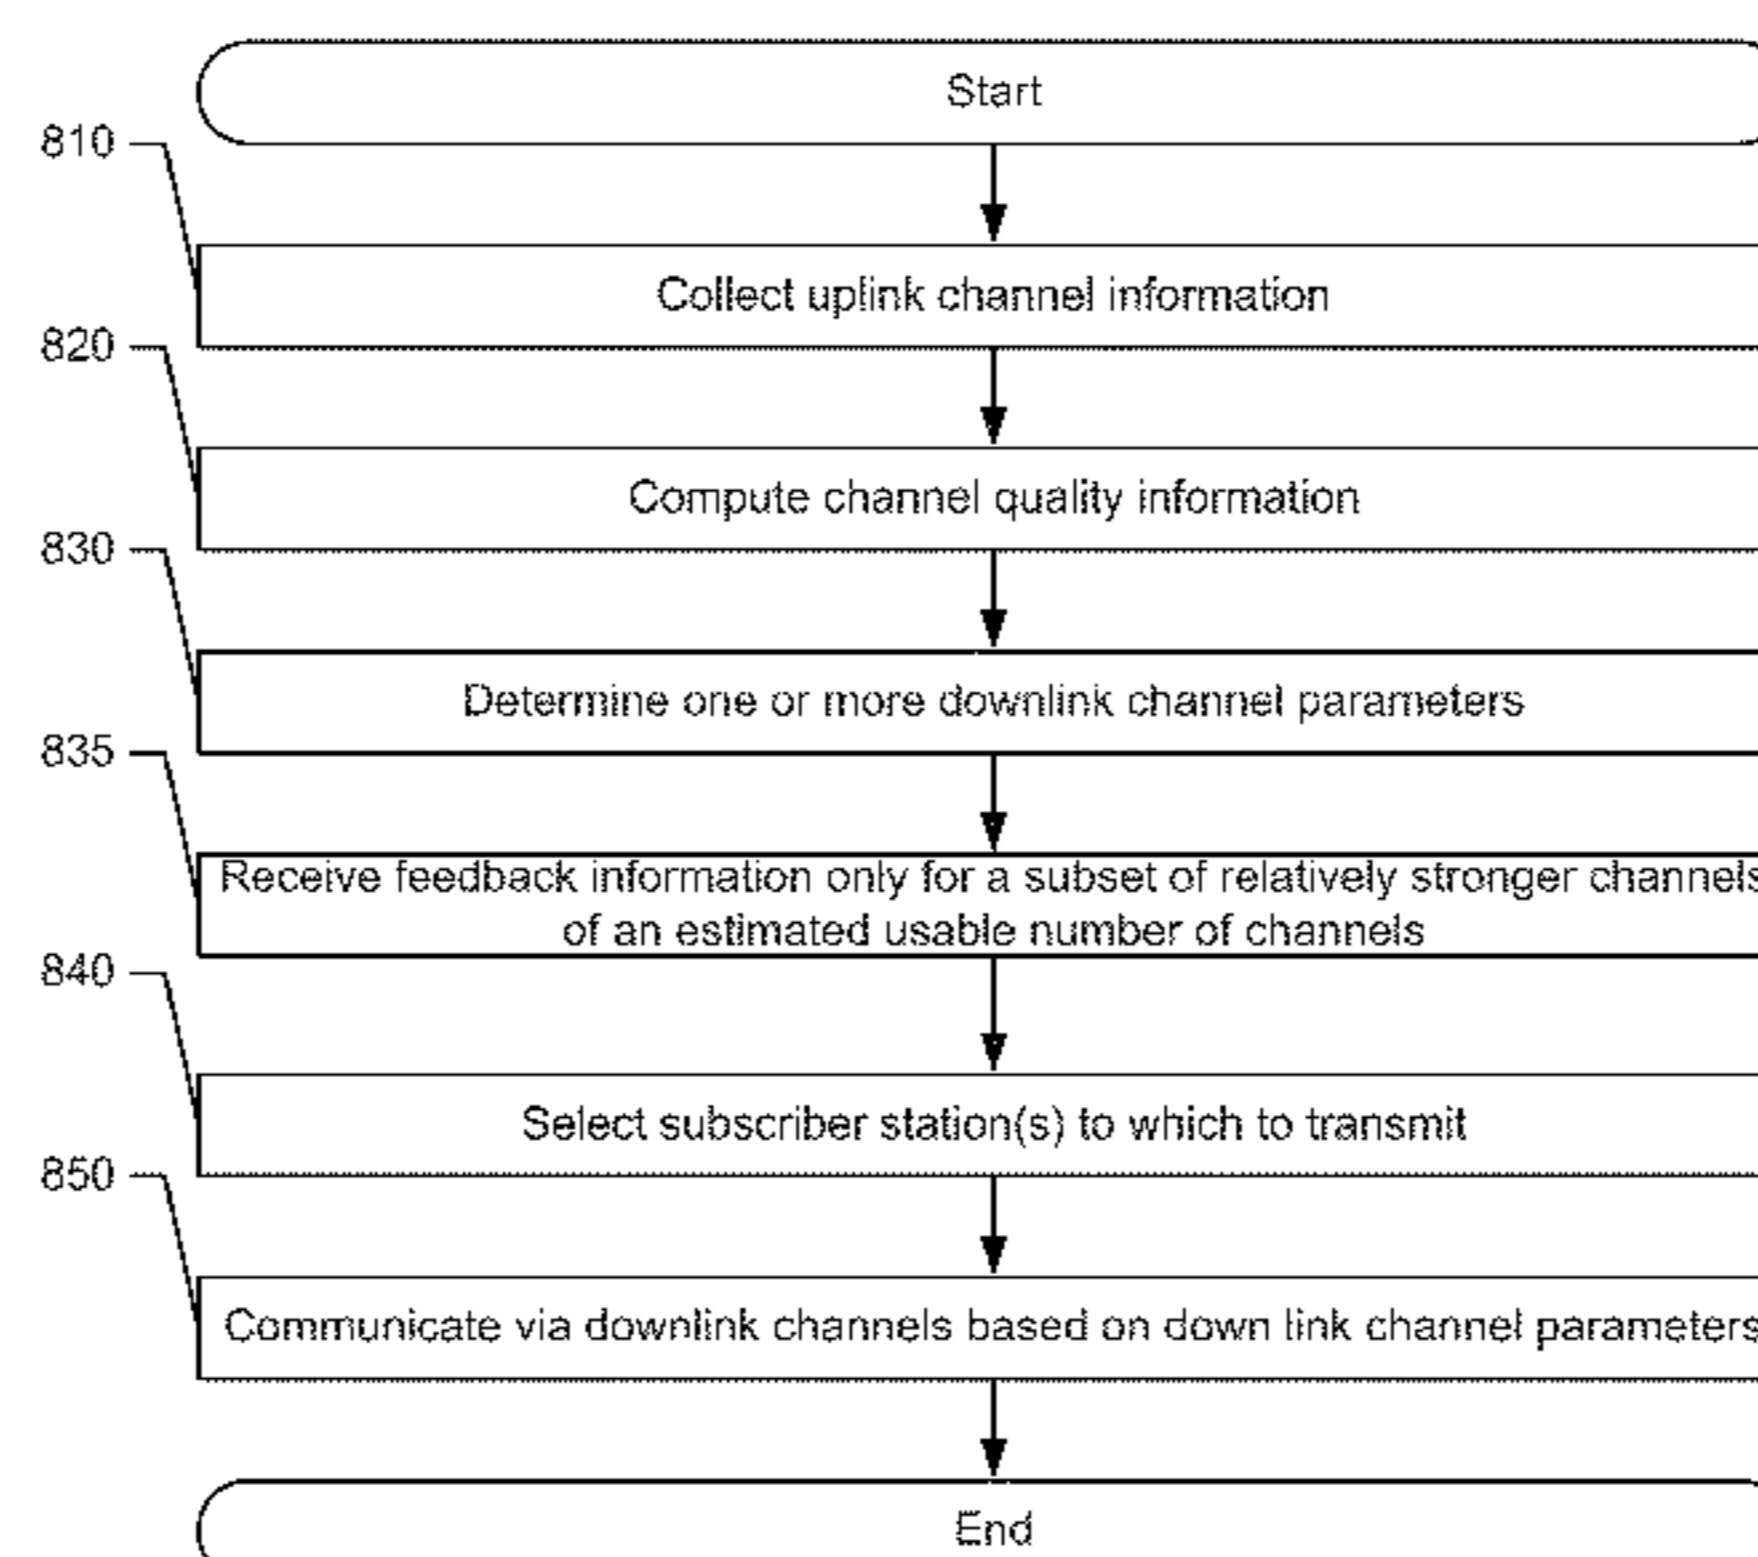 Start
810
Collect uplink channel information
820
Compute channel quality information
830
Determine one or more downlink channel parameters
835
Receive feedback information only for a subset of relatively stronger channels
of an estimated usable number of channels
840
Select subscriber station(s) to which to transmit
850
Communicate via downlink channels based on down link channel parameters
End